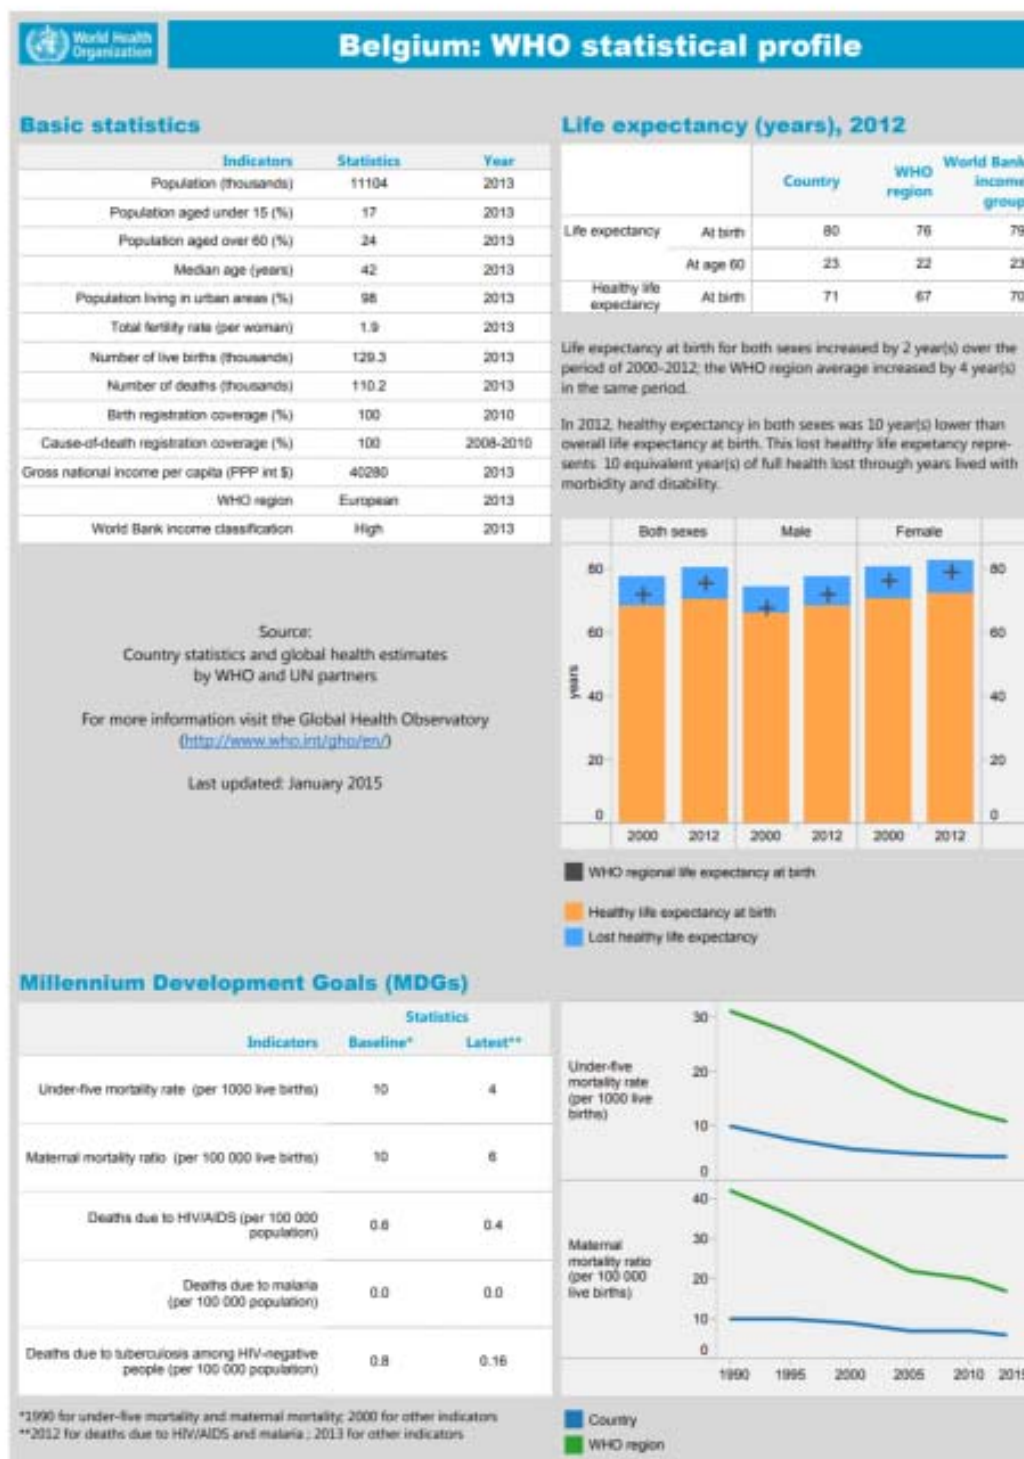 World Health
Organization
Belgium: WHO statistical profile
Basic statistics
Indicators Statistics Year
Population (thousands) 11104 2013
Population aged under 15 (%) 17 2013
Population aged over 60 (%) 24 2013
Median age (years) 42 2013
Population living in urban areas (%) 98 2013
Total fertility rate (per woman) 1.9 2013
Number of live births (thousands) 129.3 2013
Number of deaths (thousands) 110.2 2013
Birth registration coverage (%) 100 2010
Cause-of-death registration coverage (%) 100 2008-2010
Gross national income per capita (PPP int $) 40280 2013
WHO region European 2013
World Bank income classification High 2013
Source:
Country statistics and global health estimates
by WHO and UN partners
For more information visit the Global Health Observatory
(http://www.who.int/gho/en/)
Last updated: January 2015
Life expectancy (years), 2012
Country WHO region World Bank income group
Life expectancy At birth 80 76 79
At age 60 23 22 23
Healthy life expectancy At birth 71 67 70
Life expectancy at birth for both sexes increased by 2 year(s) over the
period of 2000-2012; the WHO region average increased by 4 year(s)
in the same period.
In 2012, healthy expectancy in both sexes was 10 year(s) lower than
overall life expectancy at birth. This lost healthy life expetancy repre-
sents 10 equivalent year(s) of full health lost through years lived with
morbidity and disability.
Both sexes Male Female
80 80
60 60
years
40 40
20 20
0 0
2000 2012 2000 2012 2000 2012
WHO regional life expectancy at birth
Healthy life expectancy at birth
Lost healthy life expectancy
Millennium Development Goals (MDGs)
Statistics
Indicators Baseline* Latest**
Under-five mortality rate (per 1000 live births) 10 4
Maternal mortality ratio (per 100 000 live births) 10 6
Deaths due to HIV/AIDS (per 100 000
population) 0.6 0.4
Deaths due to malaria
(per 100 000 population) 0.0 0.0
Deaths due to tuberculosis among HIV-negative
people (per 100 000 population) 0.8 0.16
*1990 for under-five mortality and maternal mortality; 2000 for other indicators
**2012 for deaths due to HIV/AIDS and malaria ; 2013 for other indicators
Under-five
mortality rate
(per 1000 live
births)
30
20
10
0
Maternal
mortality ratio
(per 100 000
live births)
40
30
20
10
0
1990 1995 2000 2005 2010 2015
Country
WHO region